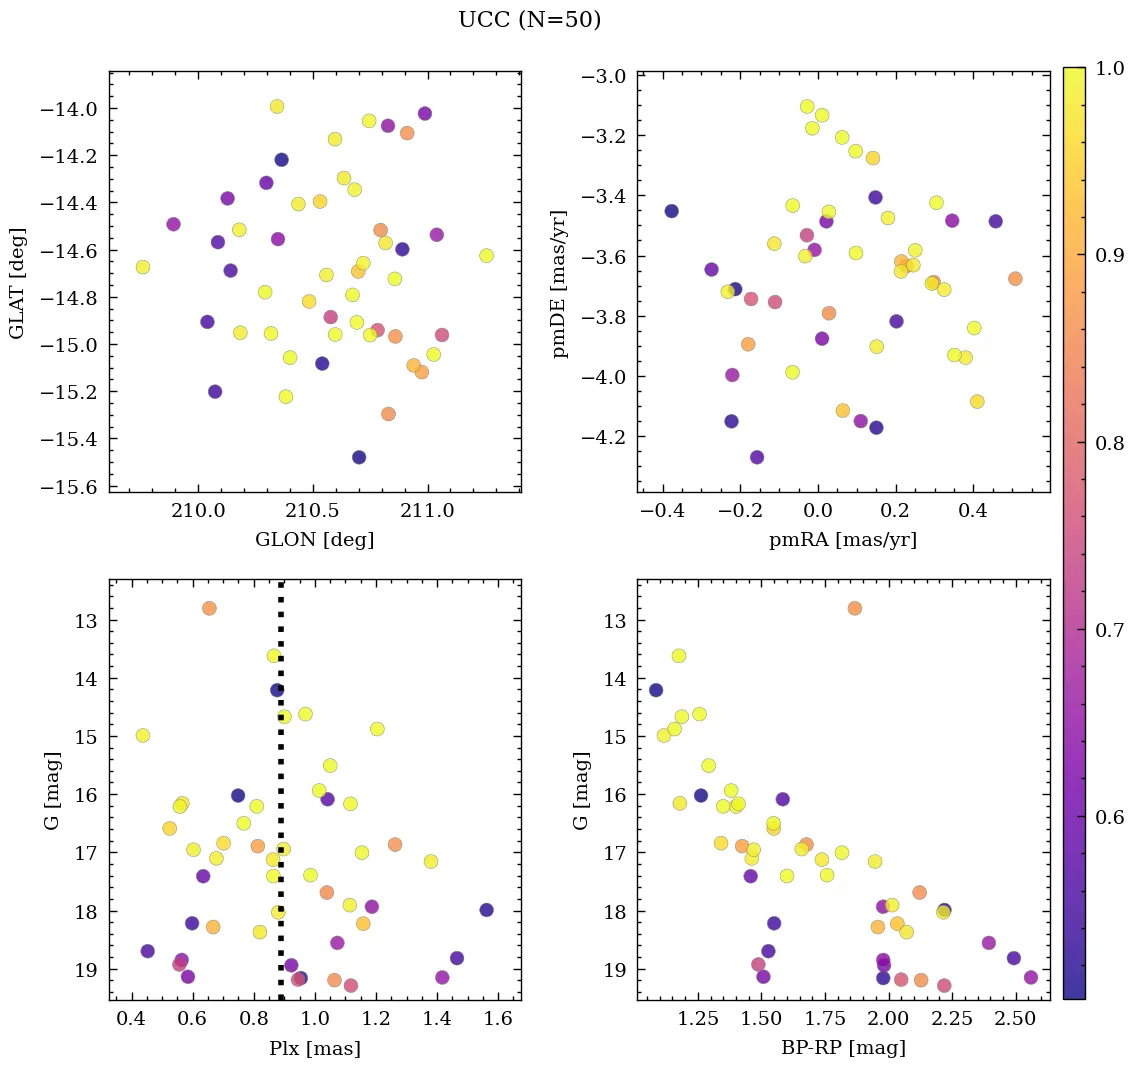 UCC (N=50)
−14.0
−14.2
−14.4
−14.6
−14.8
−15.0
−15.2
−15.4
−15.6
GLAT [deg]
210.0 210.5 211.0
GLON [deg]
−3.0
−3.2
−3.4
−3.6
−3.8
−4.0
−4.2
pmDE [mas/yr]
−0.4 −0.2 0.0 0.2 0.4
pmRA [mas/yr]
13
14
15
16
17
18
19
G [mag]
0.4 0.6 0.8 1.0 1.2 1.4 1.6
Plx [mas]
13
14
15
16
17
18
19
G [mag]
1.25 1.50 1.75 2.00 2.25 2.50
BP-RP [mag]
1.0
0.9
0.8
0.7
0.6